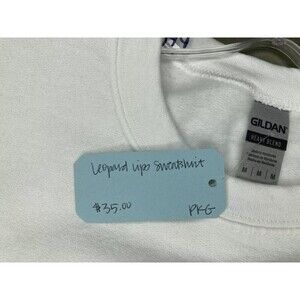 Leopard lips sweatshirt
$35.00
PKG
GILDAN
HEAVY BLEND
M M M